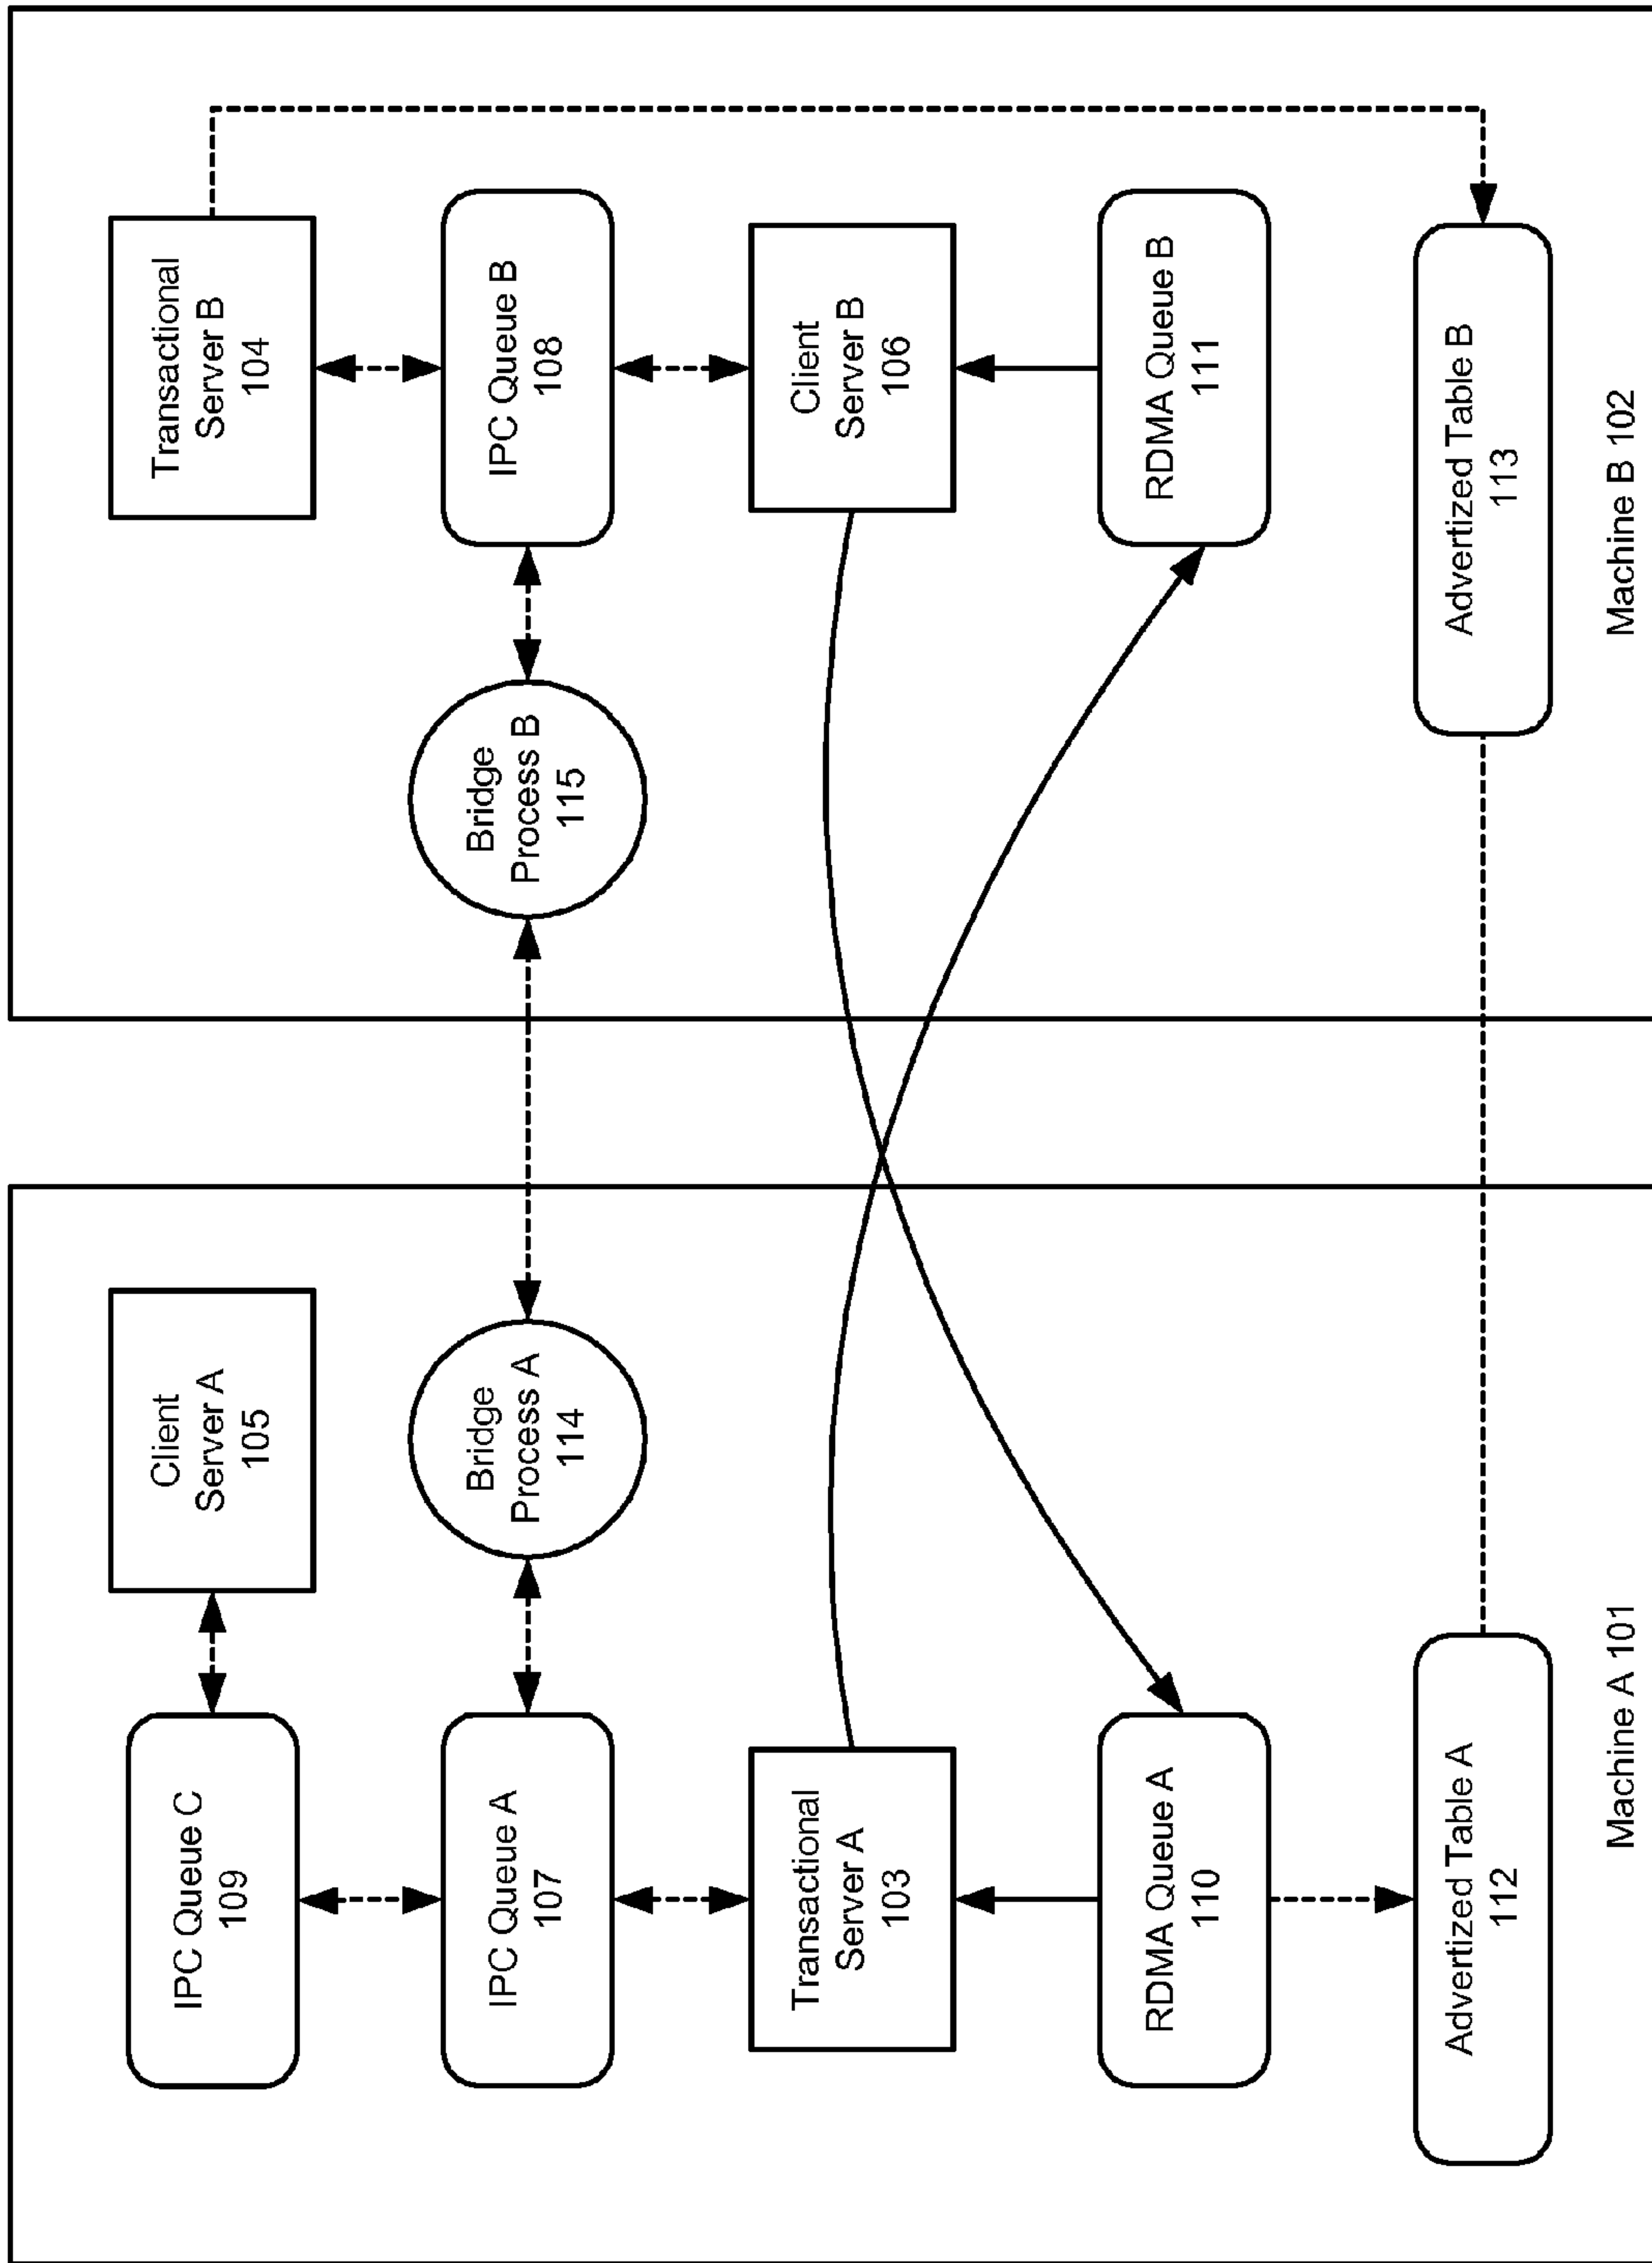 IPC Queue C
109
Client
Server A
105
IPC Queue A
107
Bridge
Process A
114
Transactional
Server A
103
RDMA Queue A
110
Advertized Table A
112
Machine A 101
Transactional
Server B
104
Bridge
Process B
115
IPC Queue B
108
Client
Server B
106
RDMA Queue B
111
Advertized Table B
113
Machine B 102